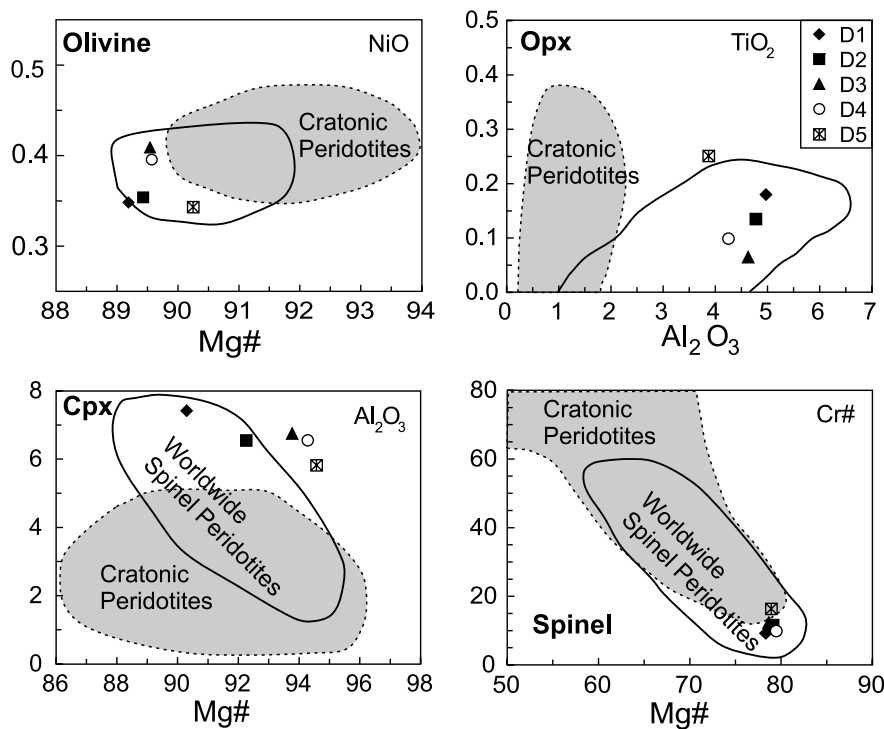 Olivine NiO
0.5
0.4
0.3
Cratonic
Peridotites
88 89 90 91 92 93 94
Mg#
Opx TiO₂
D1
D2
D3
D4
D5
0.5
0.4
0.3
0.2
0.1
0.0
Cratonic
Peridotites
0 1 2 3 4 5 6 7
Al₂O₃
Cpx Al₂O₃
8
6
4
2
0
Worldwide
Spinel Peridotites
Cratonic
Peridotites
86 88 90 92 94 96 98
Mg#
Cr#
80
60
40
20
0
Cratonic
Peridotites
Worldwide
Spinel Peridotites
Spinel
50 60 70 80 90
Mg#